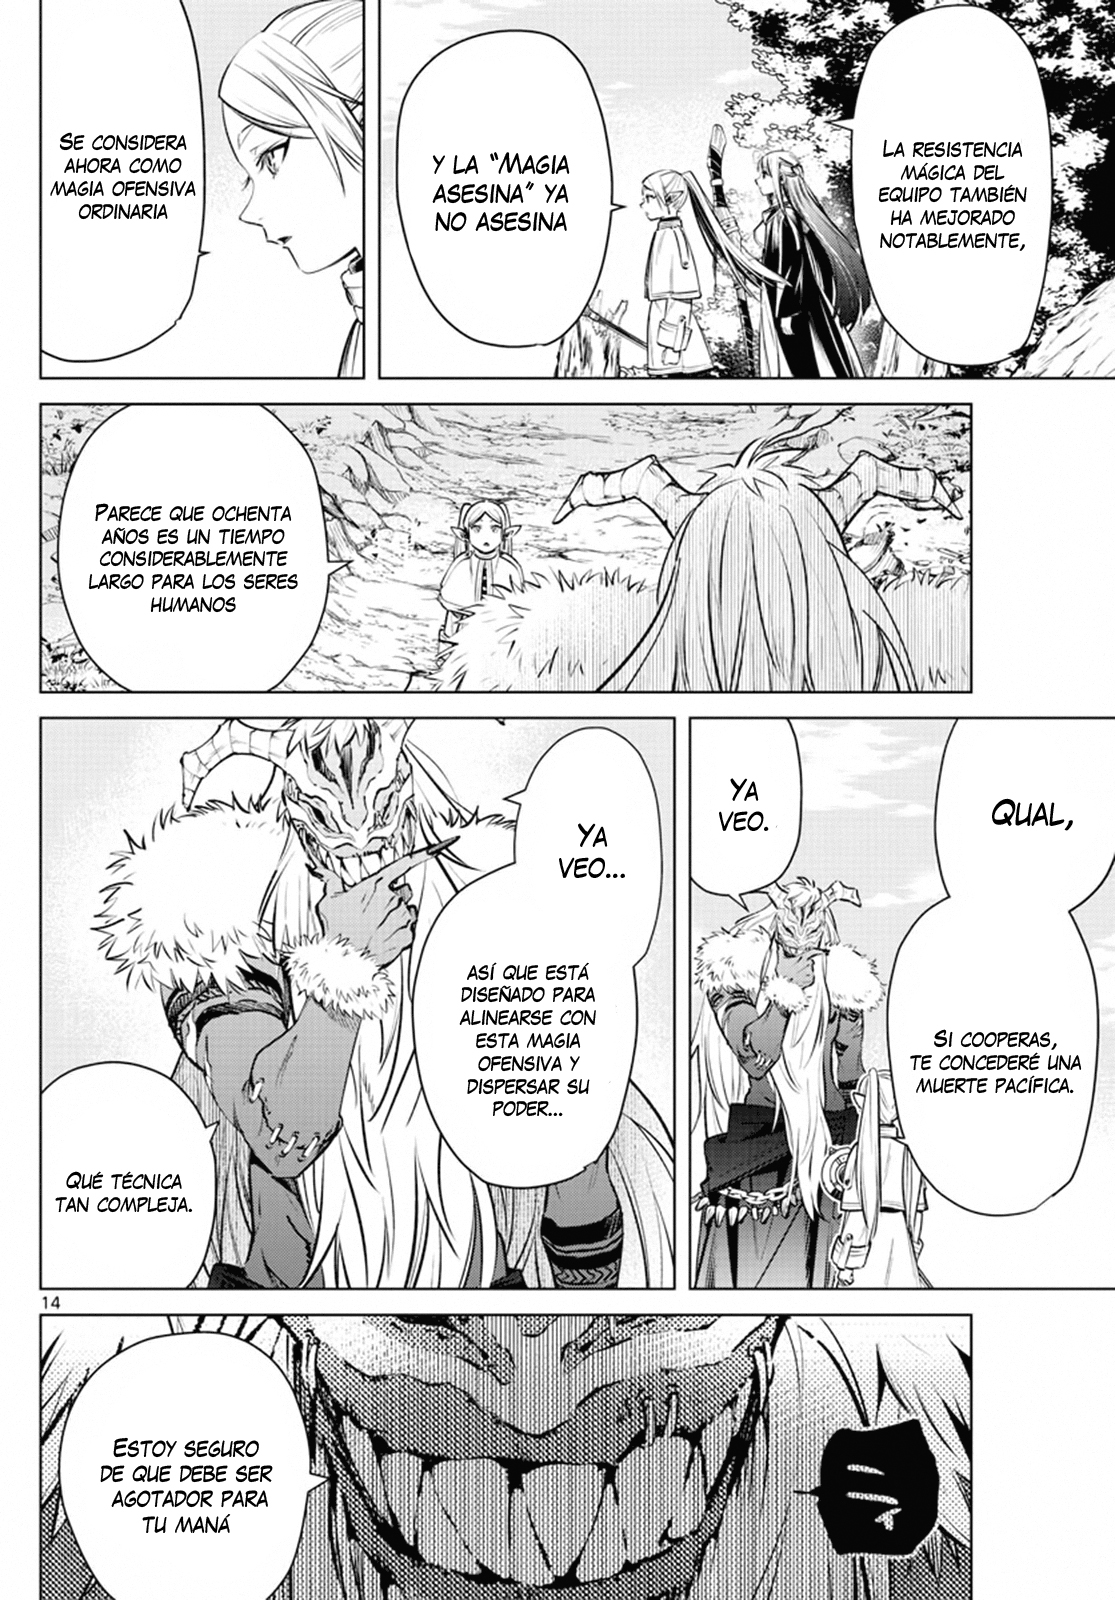 La resistencia
mágica del
equipo también
ha mejorado
notablemente,
y la "Magia
asesina" ya
no asesina
Se considera
ahora como
magia ofensiva
ordinaria
Parece que ochenta
años es un tiempo
considerablemente
largo para los seres
humanos
Qual,
Si cooperas,
te concederé una
muerte pacífica.
Ya
veo.
Ya
veo...
así que está
diseñado para
alinearse con
esta magia
ofensiva y
dispersar su
poder...
Qué técnica
tan compleja.
14
Estoy seguro
de que debe ser
agotador para
tu maná